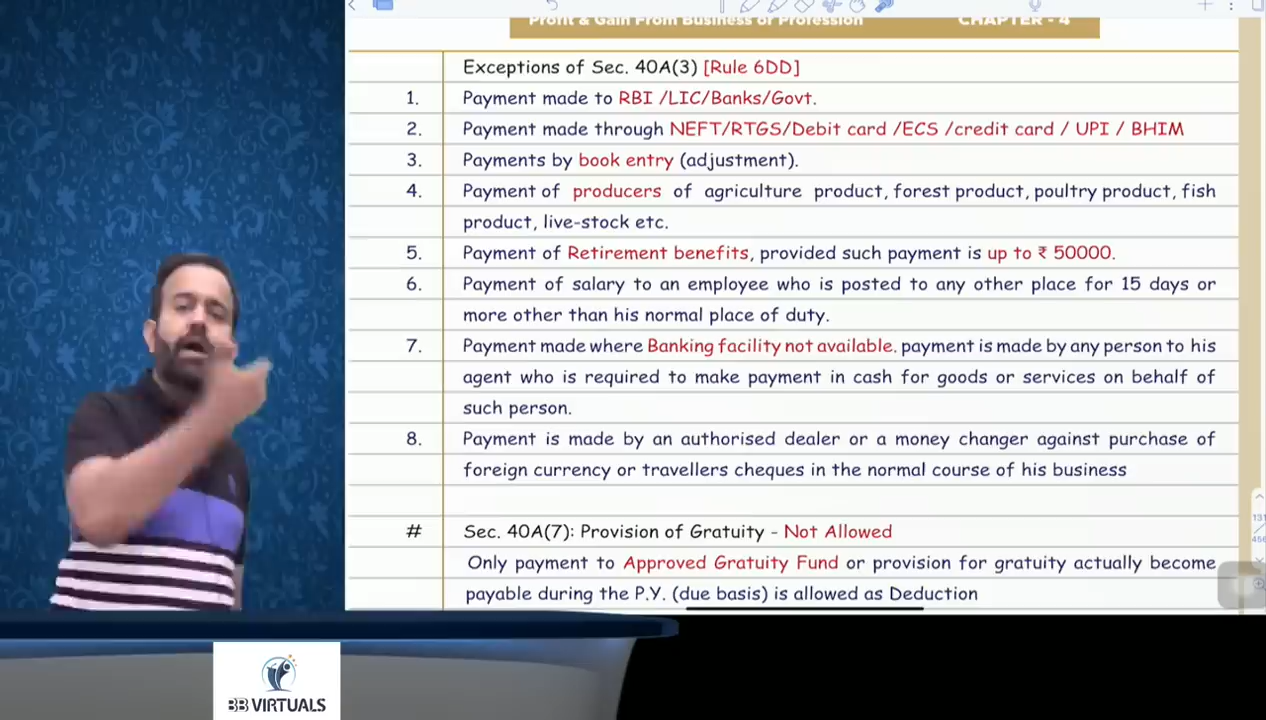 Profit & Gain From Business or Profession CHAPTER - 4
Exceptions of Sec. 40A(3) [Rule 6DD]
1. Payment made to RBI /LIC/Banks/Govt.
2. Payment made through NEFT/RTGS/Debit card /ECS /credit card / UPI / BHIM
3. Payments by book entry (adjustment).
4. Payment of producers of agriculture product, forest product, poultry product, fish
product, live-stock etc.
5. Payment of Retirement benefits, provided such payment is up to ₹ 50000.
6. Payment of salary to an employee who is posted to any other place for 15 days or
more other than his normal place of duty.
7. Payment made where Banking facility not available. payment is made by any person to his
agent who is required to make payment in cash for goods or services on behalf of
such person.
8. Payment is made by an authorised dealer or a money changer against purchase of
foreign currency or travellers cheques in the normal course of his business
# Sec. 40A(7): Provision of Gratuity - Not Allowed
Only payment to Approved Gratuity Fund or provision for gratuity actually become
payable during the P.Y. (due basis) is allowed as Deduction
BB VIRTUALS